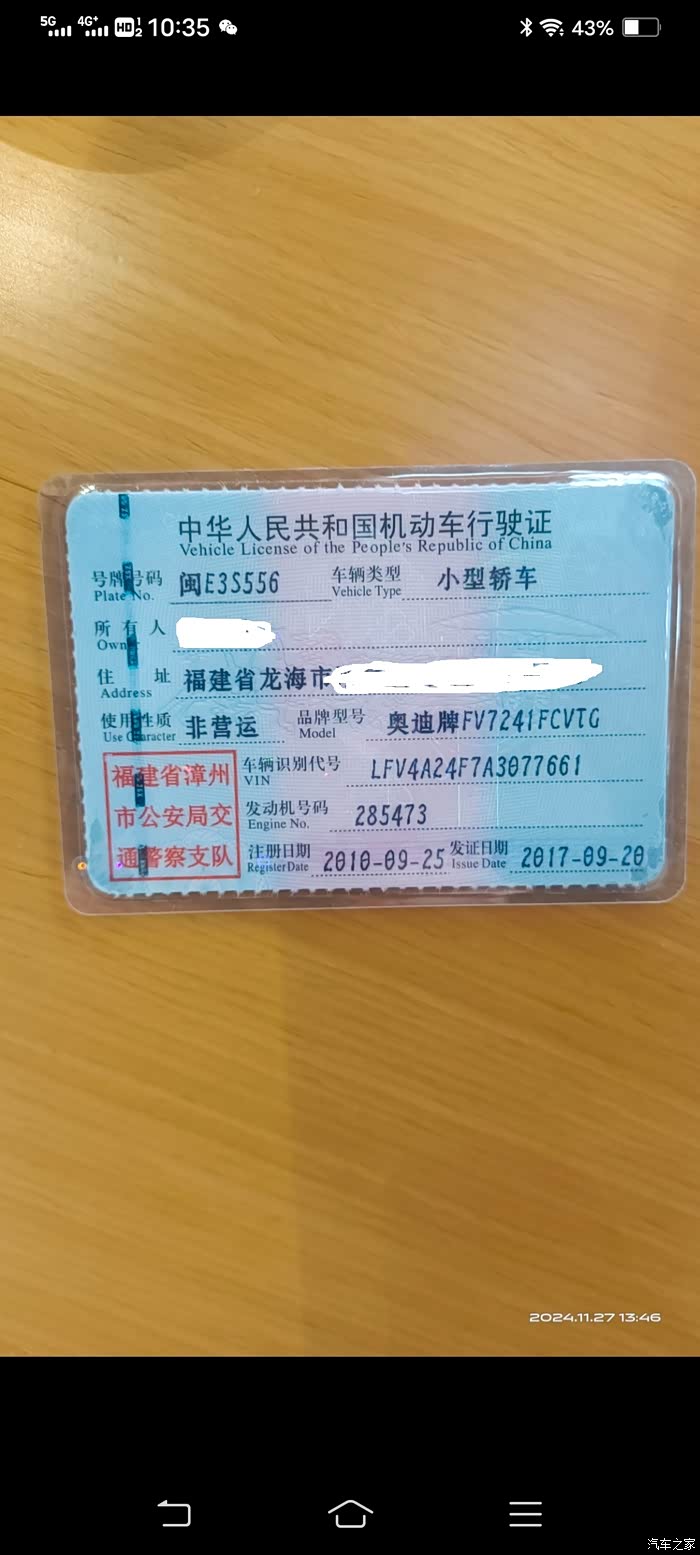 5G 4G+ HD 1 2 10:35 43%
中华人民共和国机动车行驶证
Vehicle License of the People's Republic of China
号牌号码 闽E3S556 车辆类型 小型轿车
Plate No. Vehicle Type
所有人
Owner
住址 福建省龙海市
Address
使用性质 非营运 品牌型号 奥迪牌FV7241FCVTG
Use Character Model
福建省漳州
市公安局交
通警察支队
车辆识别代号 LFV4A24F7A3077661
VIN
发动机号码 285473
Engine No.
注册日期 2010-09-25 发证日期 2017-09-20
Register Date Issue Date
2024.11.27 13:46
汽车之家